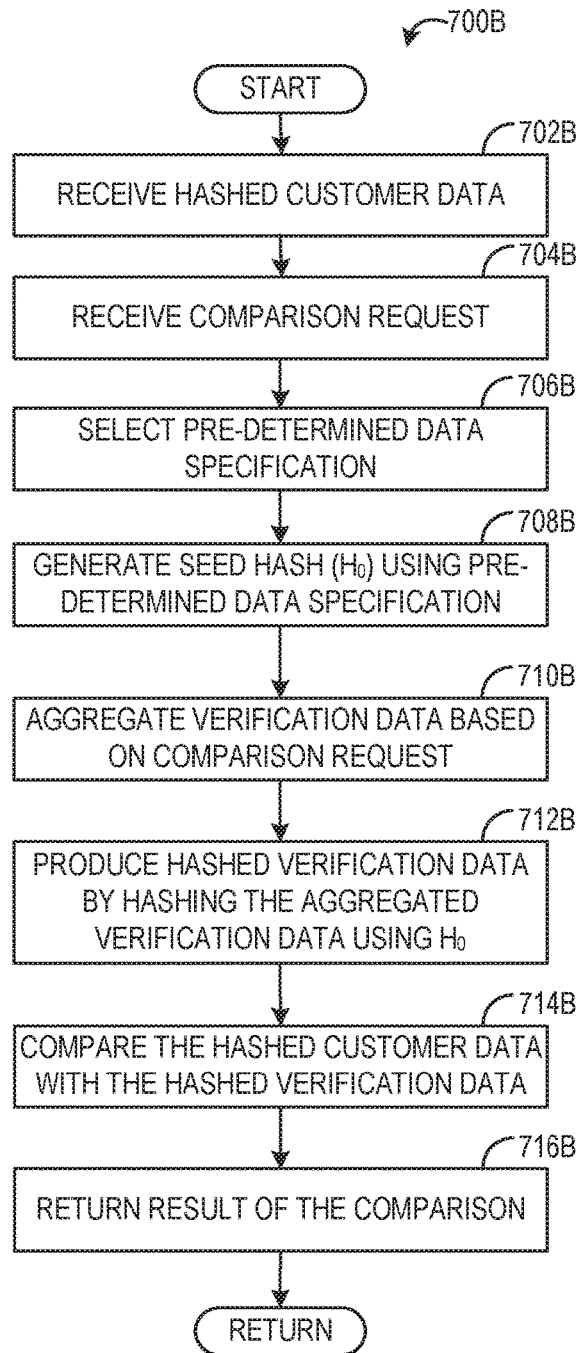 700B
START
702B
RECEIVE HASHED CUSTOMER DATA
704B
RECEIVE COMPARISON REQUEST
706B
SELECT PRE-DETERMINED DATA
SPECIFICATION
708B
GENERATE SEED HASH (H₀) USING PRE-
DETERMINED DATA SPECIFICATION
710B
AGGREGATE VERIFICATION DATA BASED
ON COMPARISON REQUEST
712B
PRODUCE HASHED VERIFICATION DATA
BY HASHING THE AGGREGATED
VERIFICATION DATA USING H₀
714B
COMPARE THE HASHED CUSTOMER DATA
WITH THE HASHED VERIFICATION DATA
716B
RETURN RESULT OF THE COMPARISON
RETURN